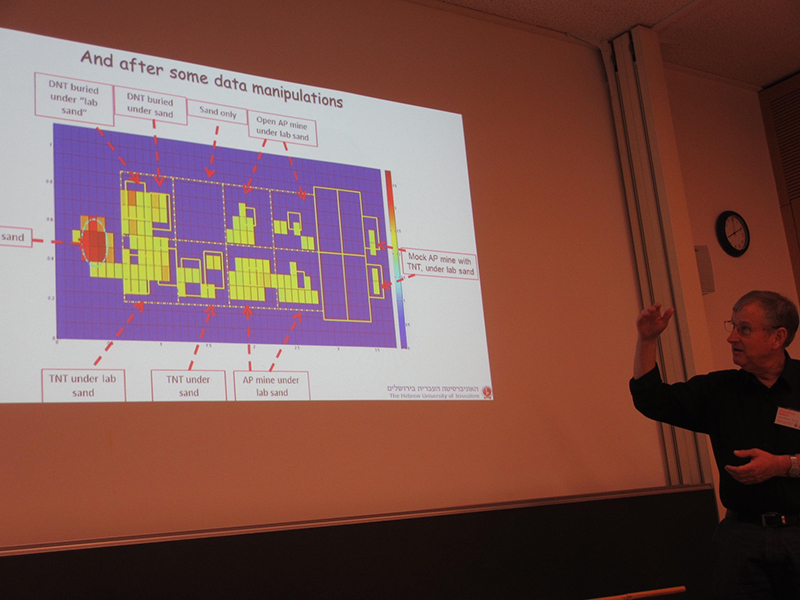 And after some data manipulations
DNT buried
under "lab
sand"
DNT buried
under sand
Sand only
Open AP mine
under lab sand
sand
Mock AP mine with
TNT, under lab sand
TNT under lab
sand
TNT under
sand
AP mine under
lab sand
האוניברסיטה העברית בירושלים
The Hebrew University of Jerusalem